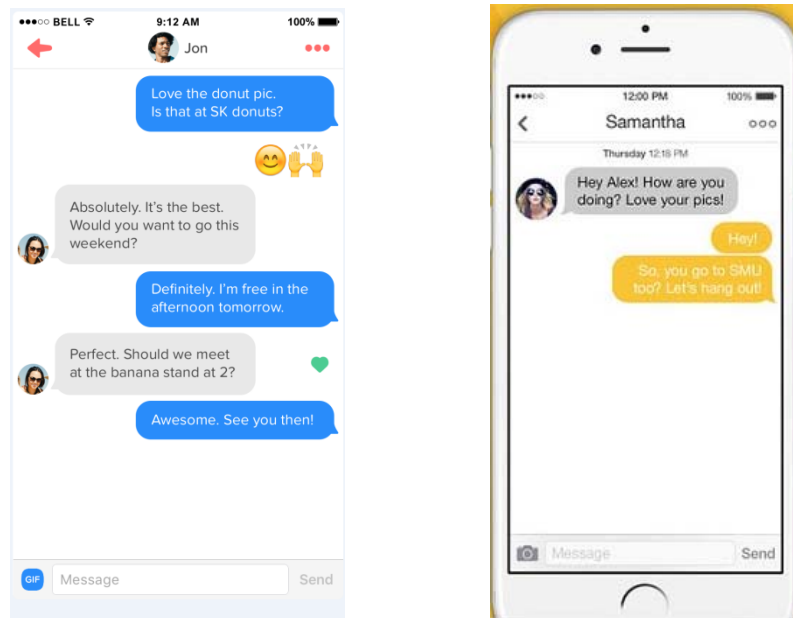 BELL 9:12 AM 100%
Jon
Love the donut pic.
Is that at SK donuts?
Absolutely. It's the best.
Would you want to go this
weekend?
Definitely. I'm free in the
afternoon tomorrow.
Perfect. Should we meet
at the banana stand at 2?
Awesome. See you then!
GIF Message Send
12:00 PM 100%
Samantha
Thursday 12:15 PM
Hey Alex! How are you
doing? Love your pics!
Hey!
So, you go to SMU
too? Let's hang out!
Message Send